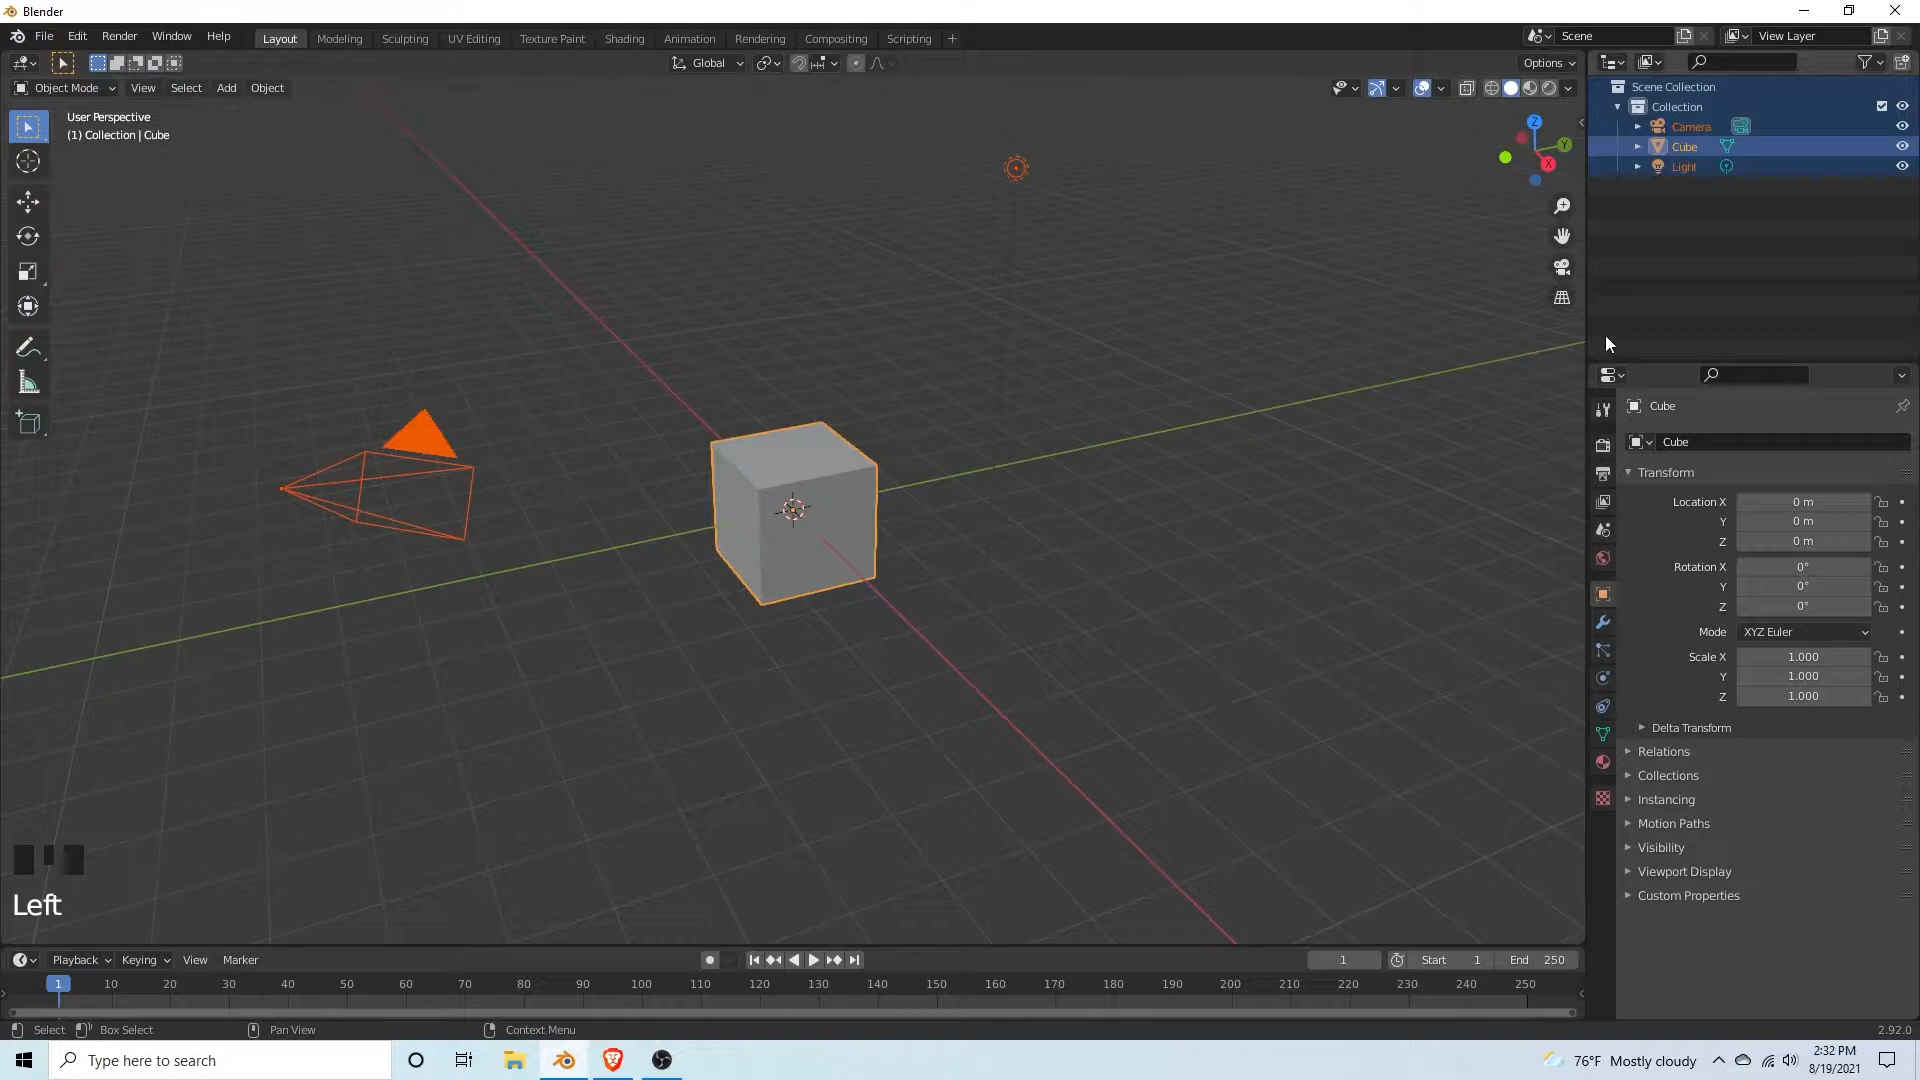 Blender
File Edit Render Window Help Layout Modeling Sculpting UV Editing Texture Paint Shading Animation Rendering Compositing Scripting + Scene View Layer
Global Options
Object Mode View Select Add Object
User Perspective
(1) Collection | Cube
Z
Y
X
Scene Collection
Collection
Camera
Cube
Light
Cube
Cube
Transform
Location X 0 m
Y 0 m
Z 0 m
Rotation X 0°
Y 0°
Z 0°
Mode XYZ Euler
Scale X 1.000
Y 1.000
Z 1.000
Delta Transform
Relations
Collections
Instancing
Motion Paths
Visibility
Viewport Display
Custom Properties
Left
Playback Keying View Marker 1 Start 1 End 250
1 10 20 30 40 50 60 70 80 90 100 110 120 130 140 150 160 170 180 190 200 210 220 230 240 250
Select Box Select Pan View Context Menu 2.92.0
Type here to search 76°F Mostly cloudy 2:32 PM
8/19/2021